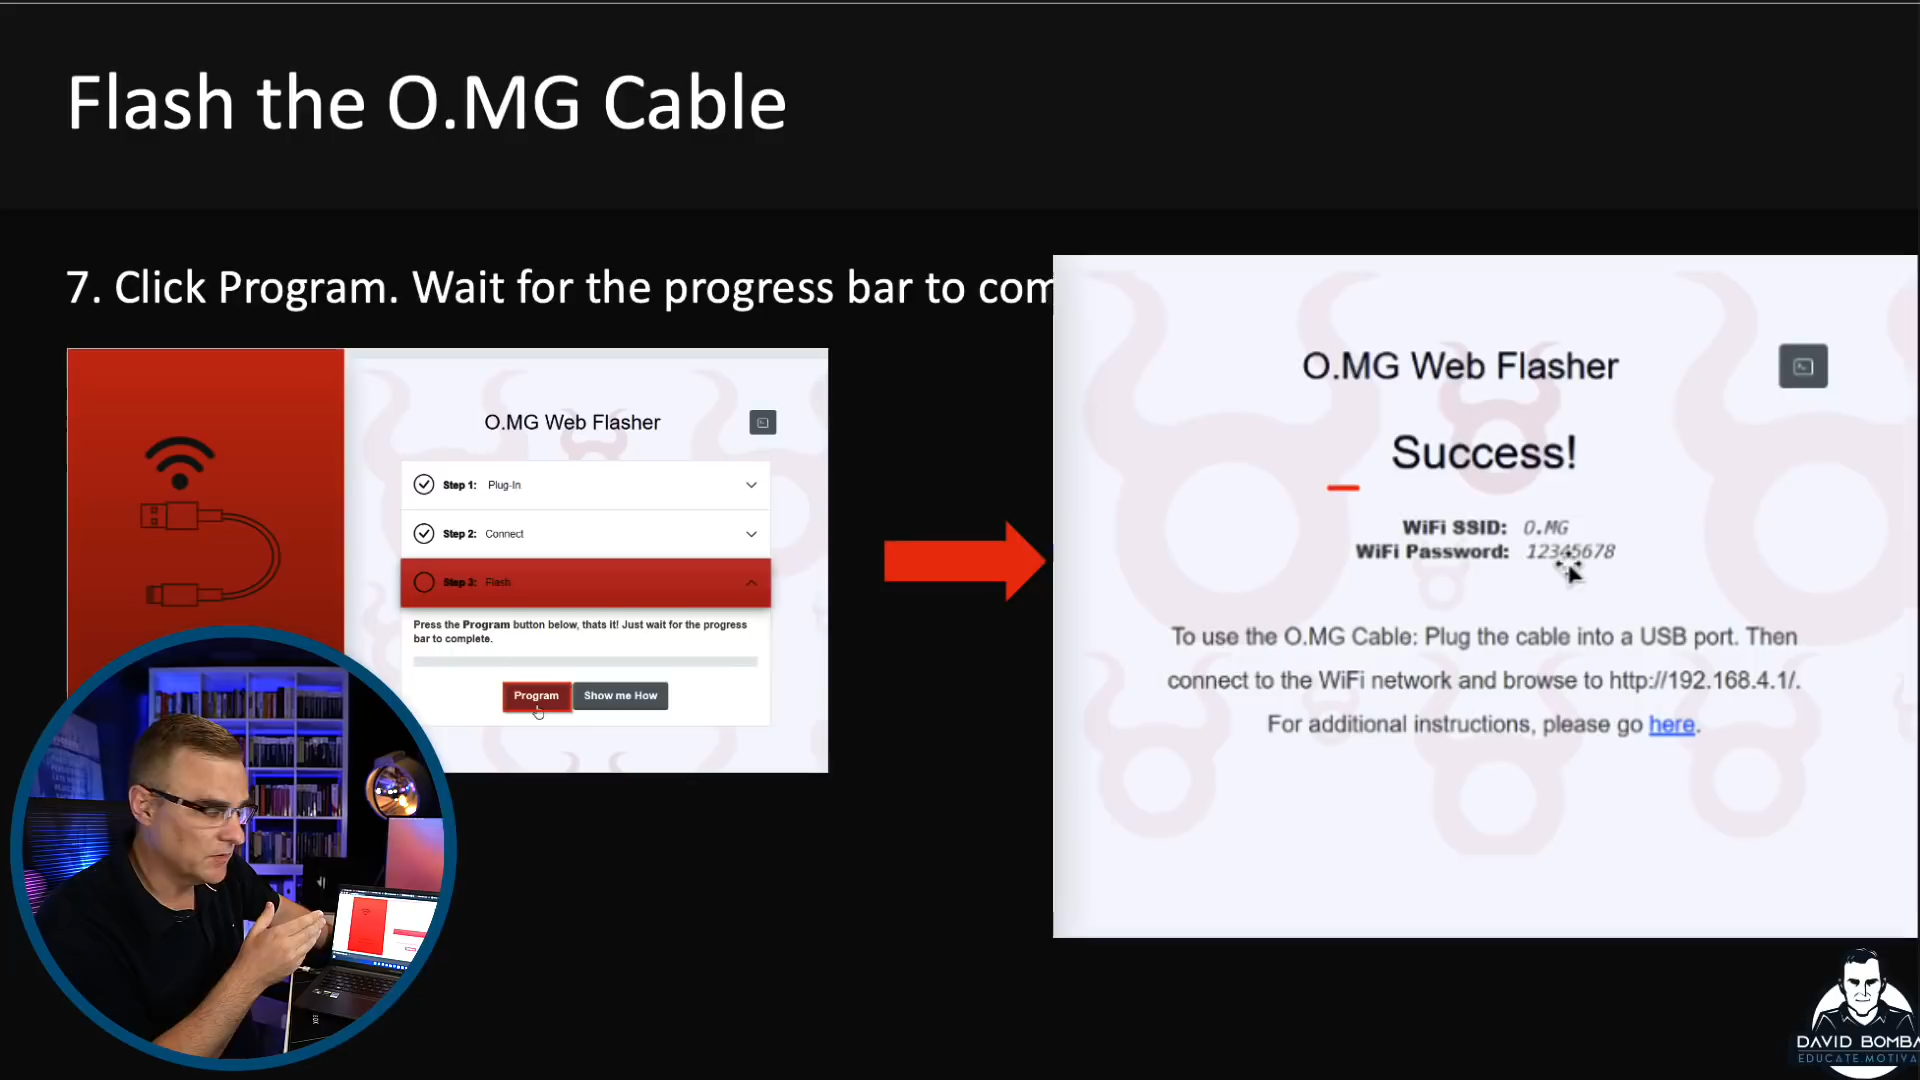 Flash the O.MG Cable
7. Click Program. Wait for the progress bar to com
O.MG Web Flasher
Step 1: Plug-In
Step 2: Connect
Step 3: Flash
Press the Program button below, thats it! Just wait for the progress
bar to complete.
Program
Show me How
O.MG Web Flasher
Success!
WiFi SSID: O.MG
WiFi Password: 12345678
To use the O.MG Cable: Plug the cable into a USB port. Then
connect to the WiFi network and browse to http://192.168.4.1/.
For additional instructions, please go here.
DAVID BOMBA
EDUCATE.MOTIVA